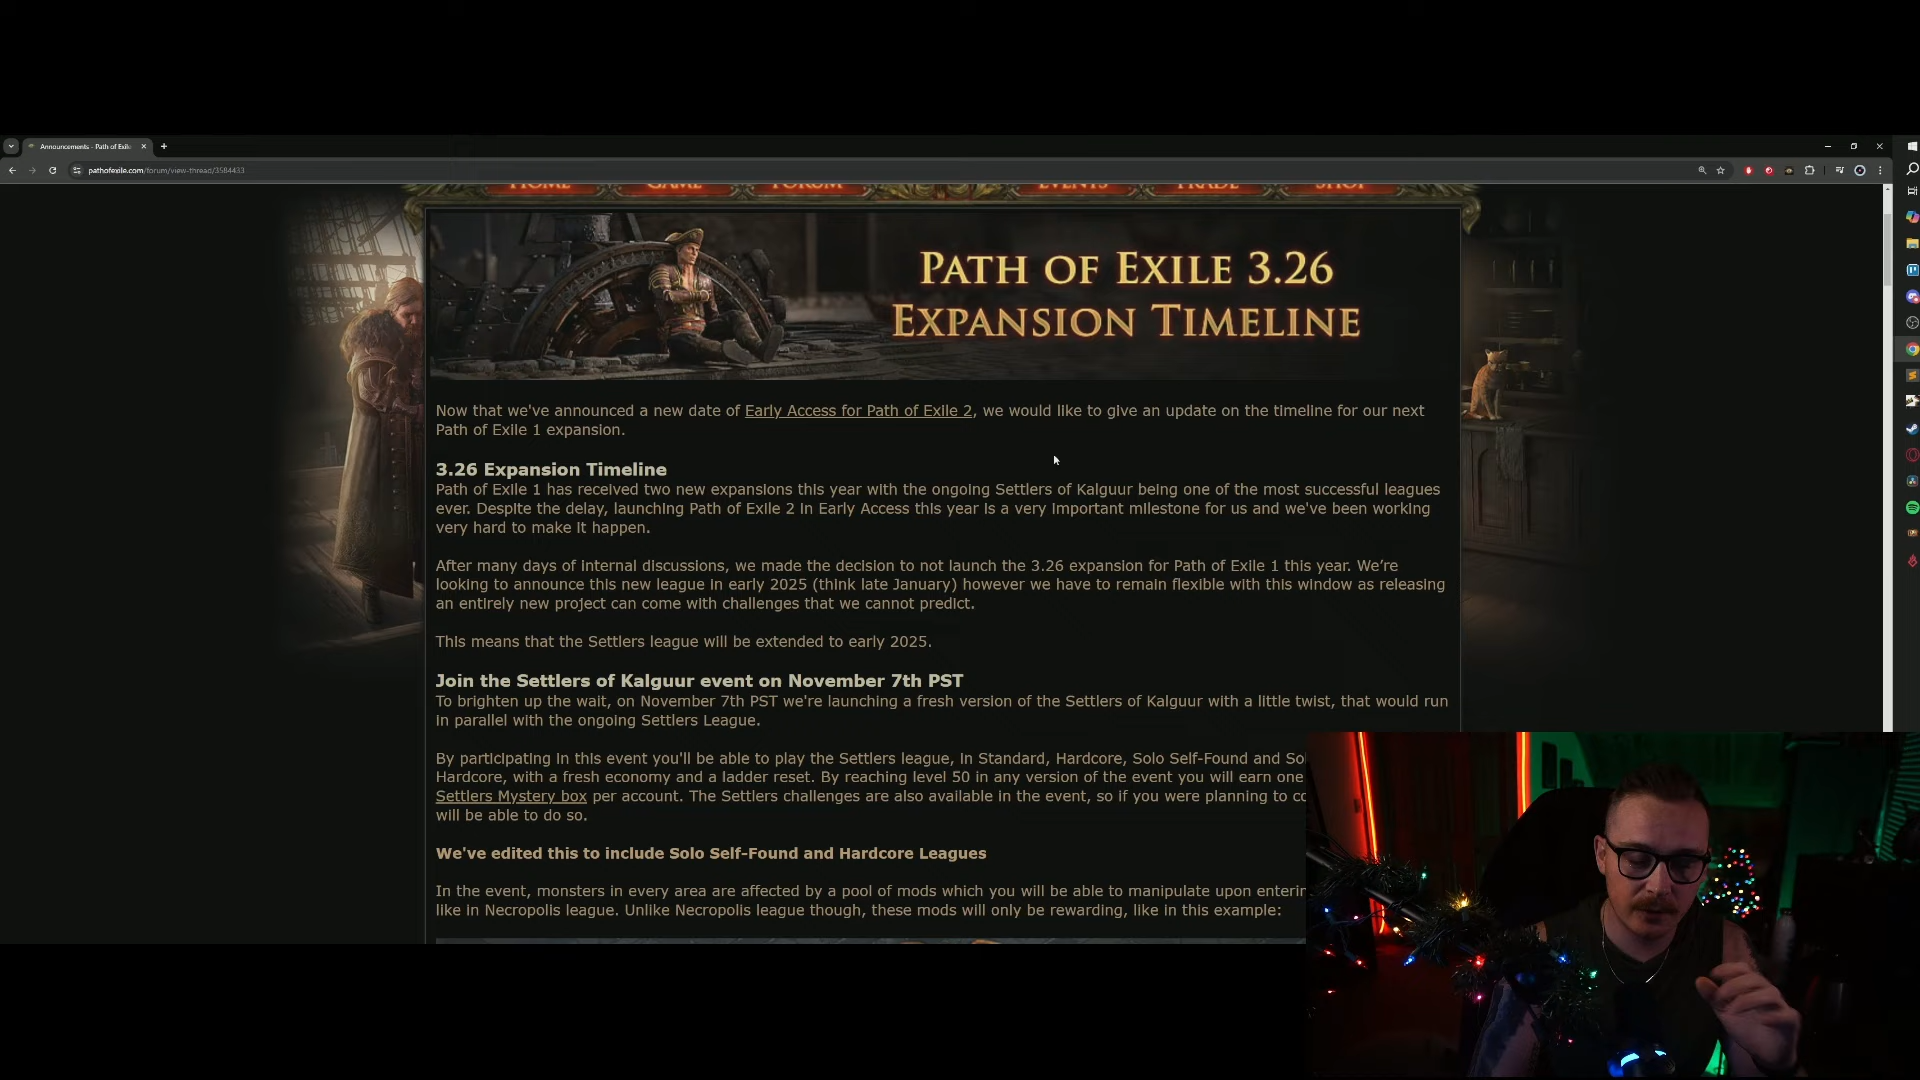 Announcements - Path of Exile
pathofexile.com/forum/view-thread/3584433
HOME GAME FORUM EVENTS TRADE SHOP
PATH OF EXILE 3.26
EXPANSION TIMELINE
Now that we've announced a new date of Early Access for Path of Exile 2, we would like to give an update on the timeline for our next
Path of Exile 1 expansion.
3.26 Expansion Timeline
Path of Exile 1 has received two new expansions this year with the ongoing Settlers of Kalguur being one of the most successful leagues
ever. Despite the delay, launching Path of Exile 2 in Early Access this year is a very important milestone for us and we've been working
very hard to make it happen.
After many days of internal discussions, we made the decision to not launch the 3.26 expansion for Path of Exile 1 this year. We're
looking to announce this new league in early 2025 (think late January) however we have to remain flexible with this window as releasing
an entirely new project can come with challenges that we cannot predict.
This means that the Settlers league will be extended to early 2025.
Join the Settlers of Kalguur event on November 7th PST
To brighten up the wait, on November 7th PST we're launching a fresh version of the Settlers of Kalguur with a little twist, that would run
in parallel with the ongoing Settlers League.
By participating in this event you'll be able to play the Settlers league, in Standard, Hardcore, Solo Self-Found and
Hardcore, with a fresh economy and a ladder reset. By reaching level 50 in any version of the event you will earn one
Settlers Mystery box per account. The Settlers challenges are also available in the event, so if you were planning to
will be able to do so.
We've edited this to include Solo Self-Found and Hardcore Leagues
In the event, monsters in every area are affected by a pool of mods which you will be able to manipulate upon
like in Necropolis league. Unlike Necropolis league though, these mods will only be rewarding, like in this example: